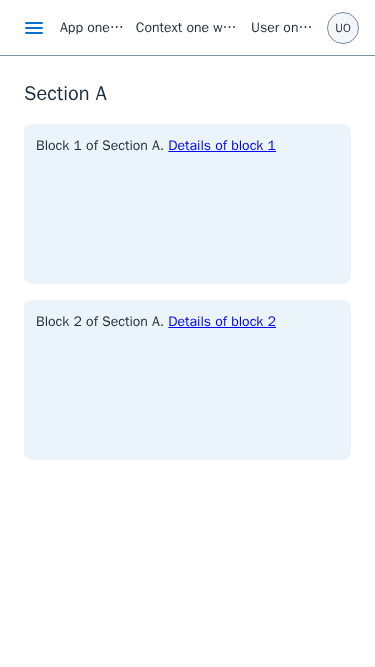 App one… Context one w… User on… UO
Section A
Block 1 of Section A. Details of block 1
Block 2 of Section A. Details of block 2